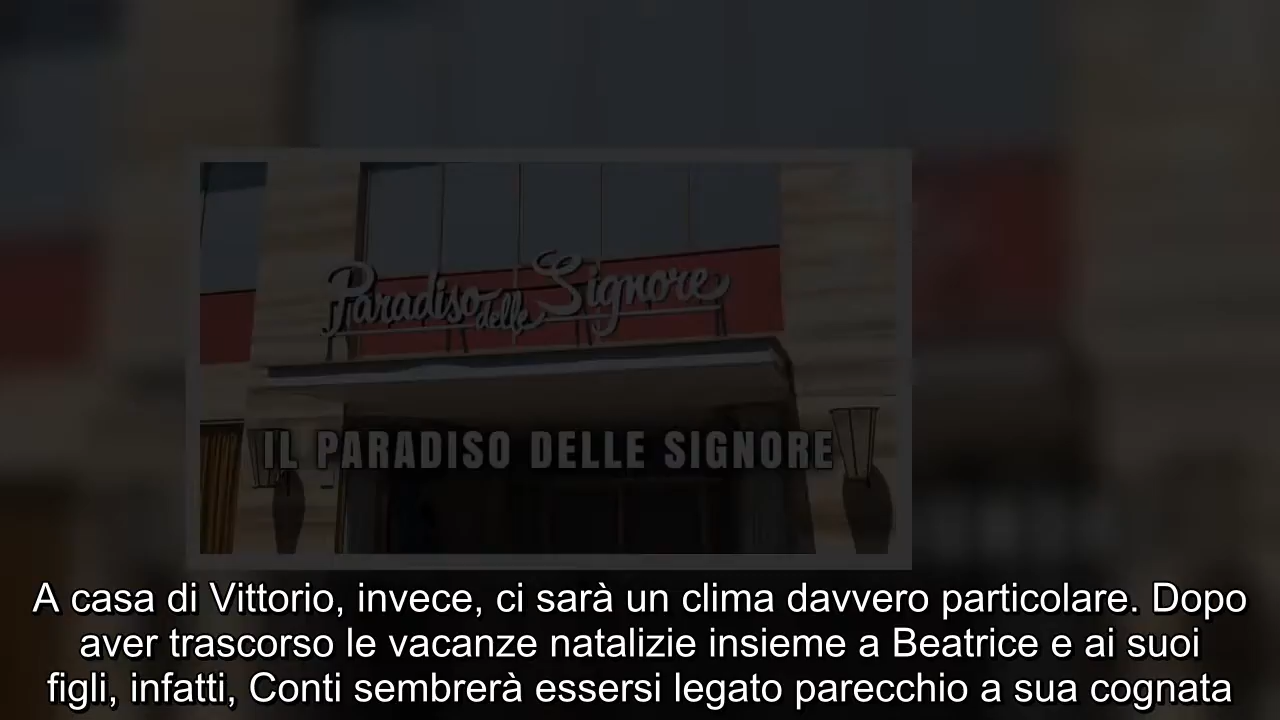 Paradiso delle Signore
IL PARADISO DELLE SIGNORE
A casa di Vittorio, invece, ci sarà un clima davvero particolare. Dopo
aver trascorso le vacanze natalizie insieme a Beatrice e ai suoi
figli, infatti, Conti sembrerà essersi legato parecchio a sua cognata